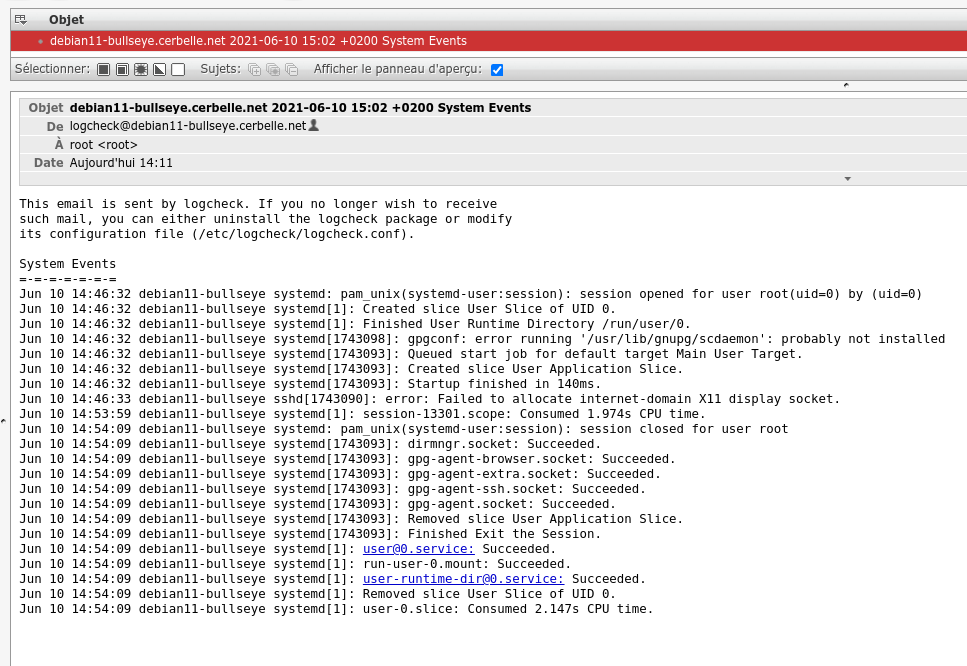 Objet
debian11-bullseye.cerbelle.net 2021-06-10 15:02 +0200 System Events
Sélectionner: Sujets: Afficher le panneau d'aperçu:
Objet debian11-bullseye.cerbelle.net 2021-06-10 15:02 +0200 System Events
De logcheck@debian11-bullseye.cerbelle.net
À root <root>
Date Aujourd'hui 14:11
This email is sent by logcheck. If you no longer wish to receive
such mail, you can either uninstall the logcheck package or modify
its configuration file (/etc/logcheck/logcheck.conf).
System Events
=-=-=-=-=-=-=
Jun 10 14:46:32 debian11-bullseye systemd: pam_unix(systemd-user:session): session opened for user root(uid=0) by (uid=0)
Jun 10 14:46:32 debian11-bullseye systemd[1]: Created slice User Slice of UID 0.
Jun 10 14:46:32 debian11-bullseye systemd[1]: Finished User Runtime Directory /run/user/0.
Jun 10 14:46:32 debian11-bullseye systemd[1743098]: gpgconf: error running '/usr/lib/gnupg/scdaemon': probably not installed
Jun 10 14:46:32 debian11-bullseye systemd[1743093]: Queued start job for default target Main User Target.
Jun 10 14:46:32 debian11-bullseye systemd[1743093]: Created slice User Application Slice.
Jun 10 14:46:32 debian11-bullseye systemd[1743093]: Startup finished in 140ms.
Jun 10 14:46:33 debian11-bullseye sshd[1743090]: error: Failed to allocate internet-domain X11 display socket.
Jun 10 14:53:59 debian11-bullseye systemd[1]: session-13301.scope: Consumed 1.974s CPU time.
Jun 10 14:54:09 debian11-bullseye systemd: pam_unix(systemd-user:session): session closed for user root
Jun 10 14:54:09 debian11-bullseye systemd[1743093]: dirmngr.socket: Succeeded.
Jun 10 14:54:09 debian11-bullseye systemd[1743093]: gpg-agent-browser.socket: Succeeded.
Jun 10 14:54:09 debian11-bullseye systemd[1743093]: gpg-agent-extra.socket: Succeeded.
Jun 10 14:54:09 debian11-bullseye systemd[1743093]: gpg-agent-ssh.socket: Succeeded.
Jun 10 14:54:09 debian11-bullseye systemd[1743093]: gpg-agent.socket: Succeeded.
Jun 10 14:54:09 debian11-bullseye systemd[1743093]: Removed slice User Application Slice.
Jun 10 14:54:09 debian11-bullseye systemd[1743093]: Finished Exit the Session.
Jun 10 14:54:09 debian11-bullseye systemd[1]: user@0.service: Succeeded.
Jun 10 14:54:09 debian11-bullseye systemd[1]: run-user-0.mount: Succeeded.
Jun 10 14:54:09 debian11-bullseye systemd[1]: user-runtime-dir@0.service: Succeeded.
Jun 10 14:54:09 debian11-bullseye systemd[1]: Removed slice User Slice of UID 0.
Jun 10 14:54:09 debian11-bullseye systemd[1]: user-0.slice: Consumed 2.147s CPU time.